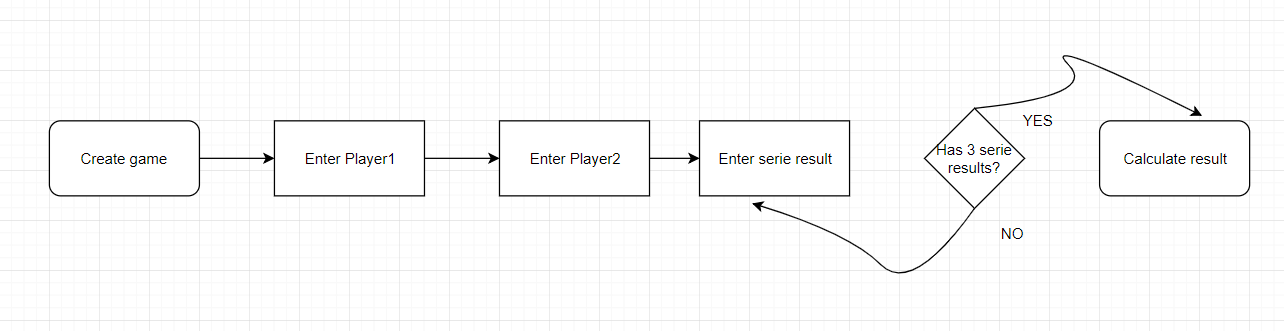 Create game
Enter Player1
Enter Player2
Enter serie result
Has 3 serie
results?
YES
NO
Calculate result